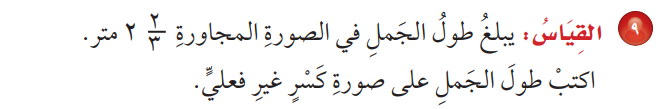 ٩ القِيَاسُ: يبلغُ طولُ الجَملِ في الصورةِ المجاورةِ ٢ ٢/٣ متر.
اكتبْ طولَ الجَملِ على صورةِ كَسْرٍ غيرِ فعليٍّ.